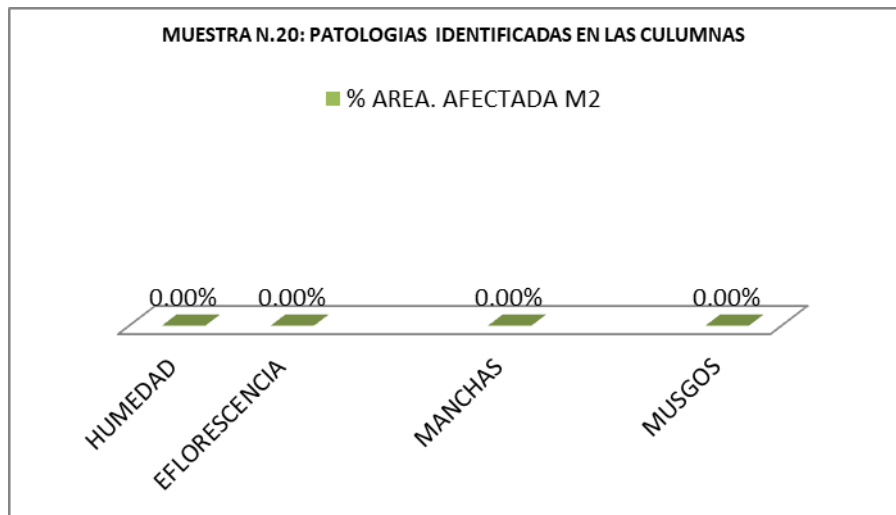 MUESTRA N.20: PATOLOGIAS IDENTIFICADAS EN LAS CULUMNAS
% AREA. AFECTADA M2
0.00% 0.00% 0.00% 0.00%
HUMEDAD EFLORESCENCIA MANCHAS MUSGOS